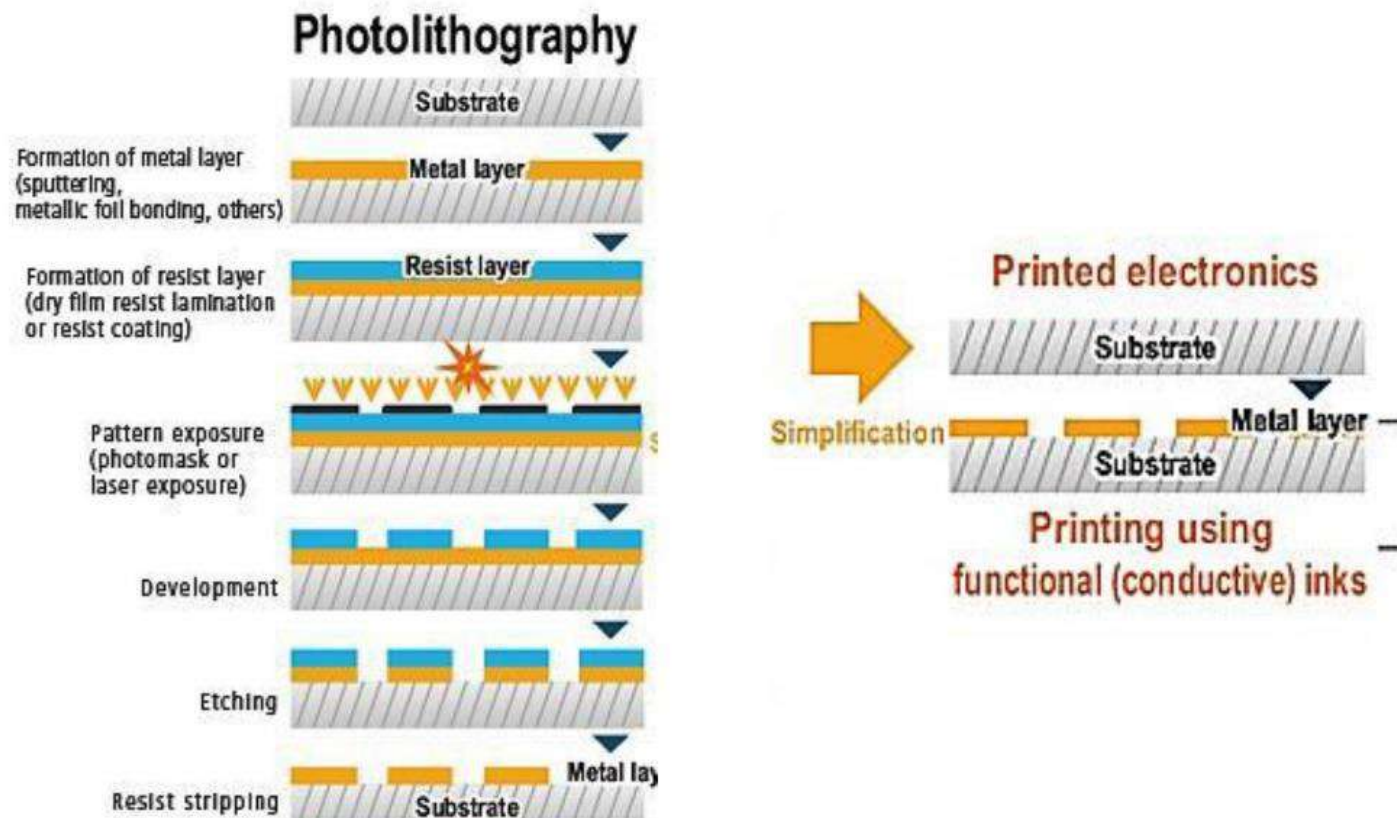 Photolithography
Substrate
Formation of metal layer
(sputtering,
metallic foil bonding, others)
Metal layer
Formation of resist layer
(dry film resist lamination
or resist coating)
Resist layer
Pattern exposure
(photomask or
laser exposure)
S
Development
Etching
Resist stripping
Metal lay
Substrate
Simplification
Printed electronics
Substrate
Metal layer
Substrate
Printing using
functional (conductive) inks